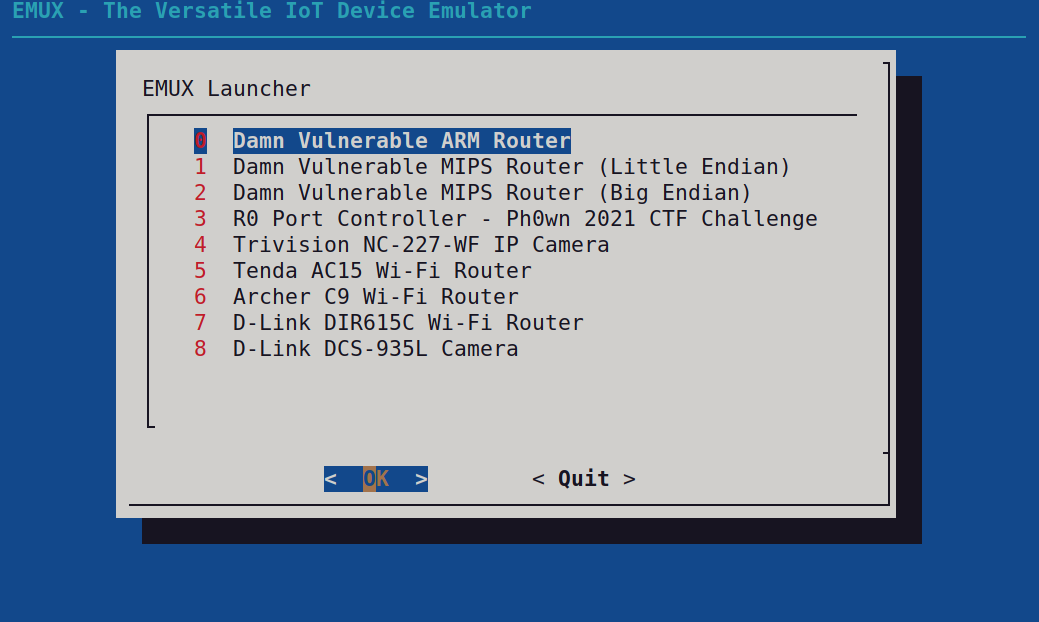 EMUX - The Versatile IoT Device Emulator
EMUX Launcher
0 Damn Vulnerable ARM Router
1 Damn Vulnerable MIPS Router (Little Endian)
2 Damn Vulnerable MIPS Router (Big Endian)
3 R0 Port Controller - Ph0wn 2021 CTF Challenge
4 Trivision NC-227-WF IP Camera
5 Tenda AC15 Wi-Fi Router
6 Archer C9 Wi-Fi Router
7 D-Link DIR615C Wi-Fi Router
8 D-Link DCS-935L Camera
< OK > < Quit >